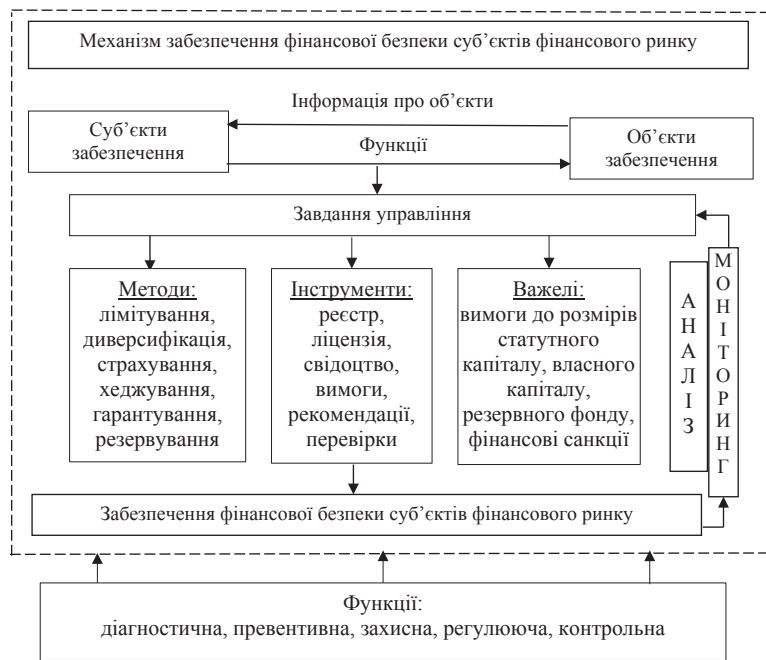 Механізм забезпечення фінансової безпеки суб’єктів фінансового ринку
Інформація про об’єкти
Суб’єкти
забезпечення
Функції
Об’єкти
забезпечення
Завдання управління
Методи:
лімітування,
диверсифікація,
страхування,
хеджування,
гарантування,
резервування
Інструменти:
реєстр,
ліцензія,
свідоцтво,
вимоги,
рекомендації,
перевірки
Важелі:
вимоги до розмірів
статутного
капіталу, власного
капіталу,
резервного фонду,
фінансові санкції
АНАЛІЗ
МОНІТОРИНГ
Забезпечення фінансової безпеки суб’єктів фінансового ринку
Функції:
діагностична, превентивна, захисна, регулююча, контрольна